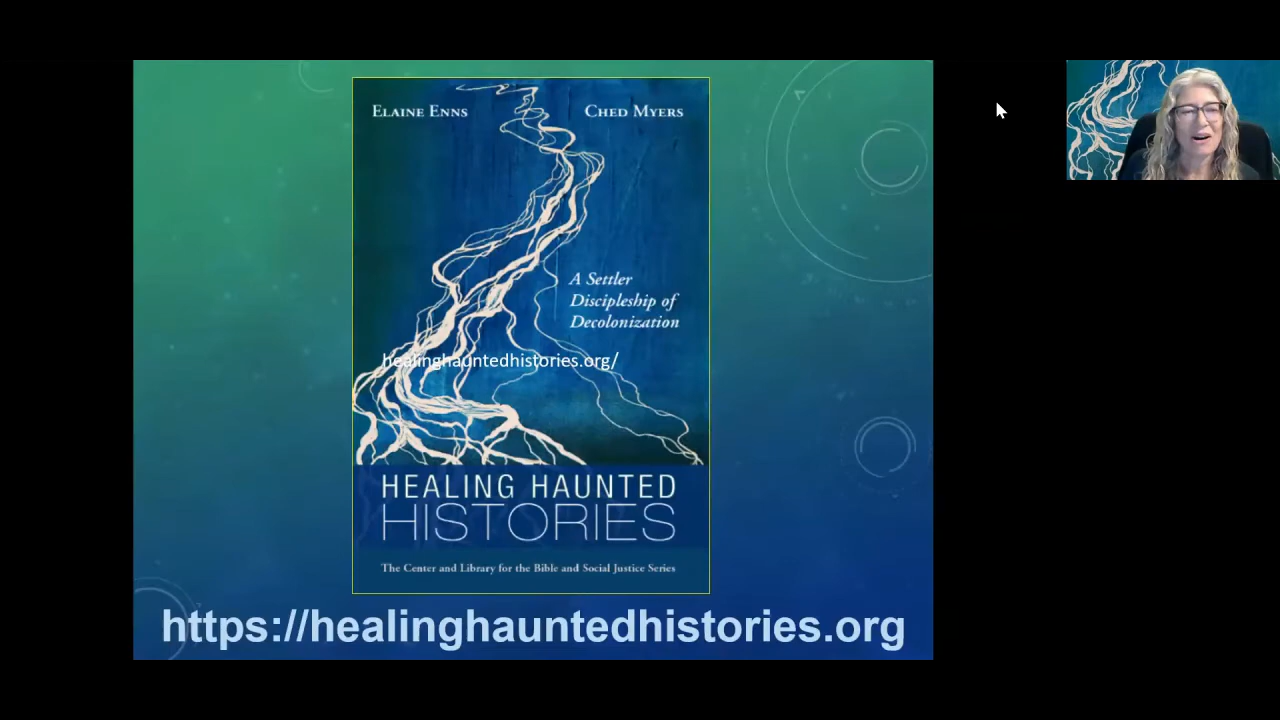 ELAINE ENNS
CHED MYERS
A Settler
Discipleship of
Decolonization
healinghauntedhistories.org/
HEALING HAUNTED
HISTORIES
The Center and Library for the Bible and Social Justice Series
https://healinghauntedhistories.org